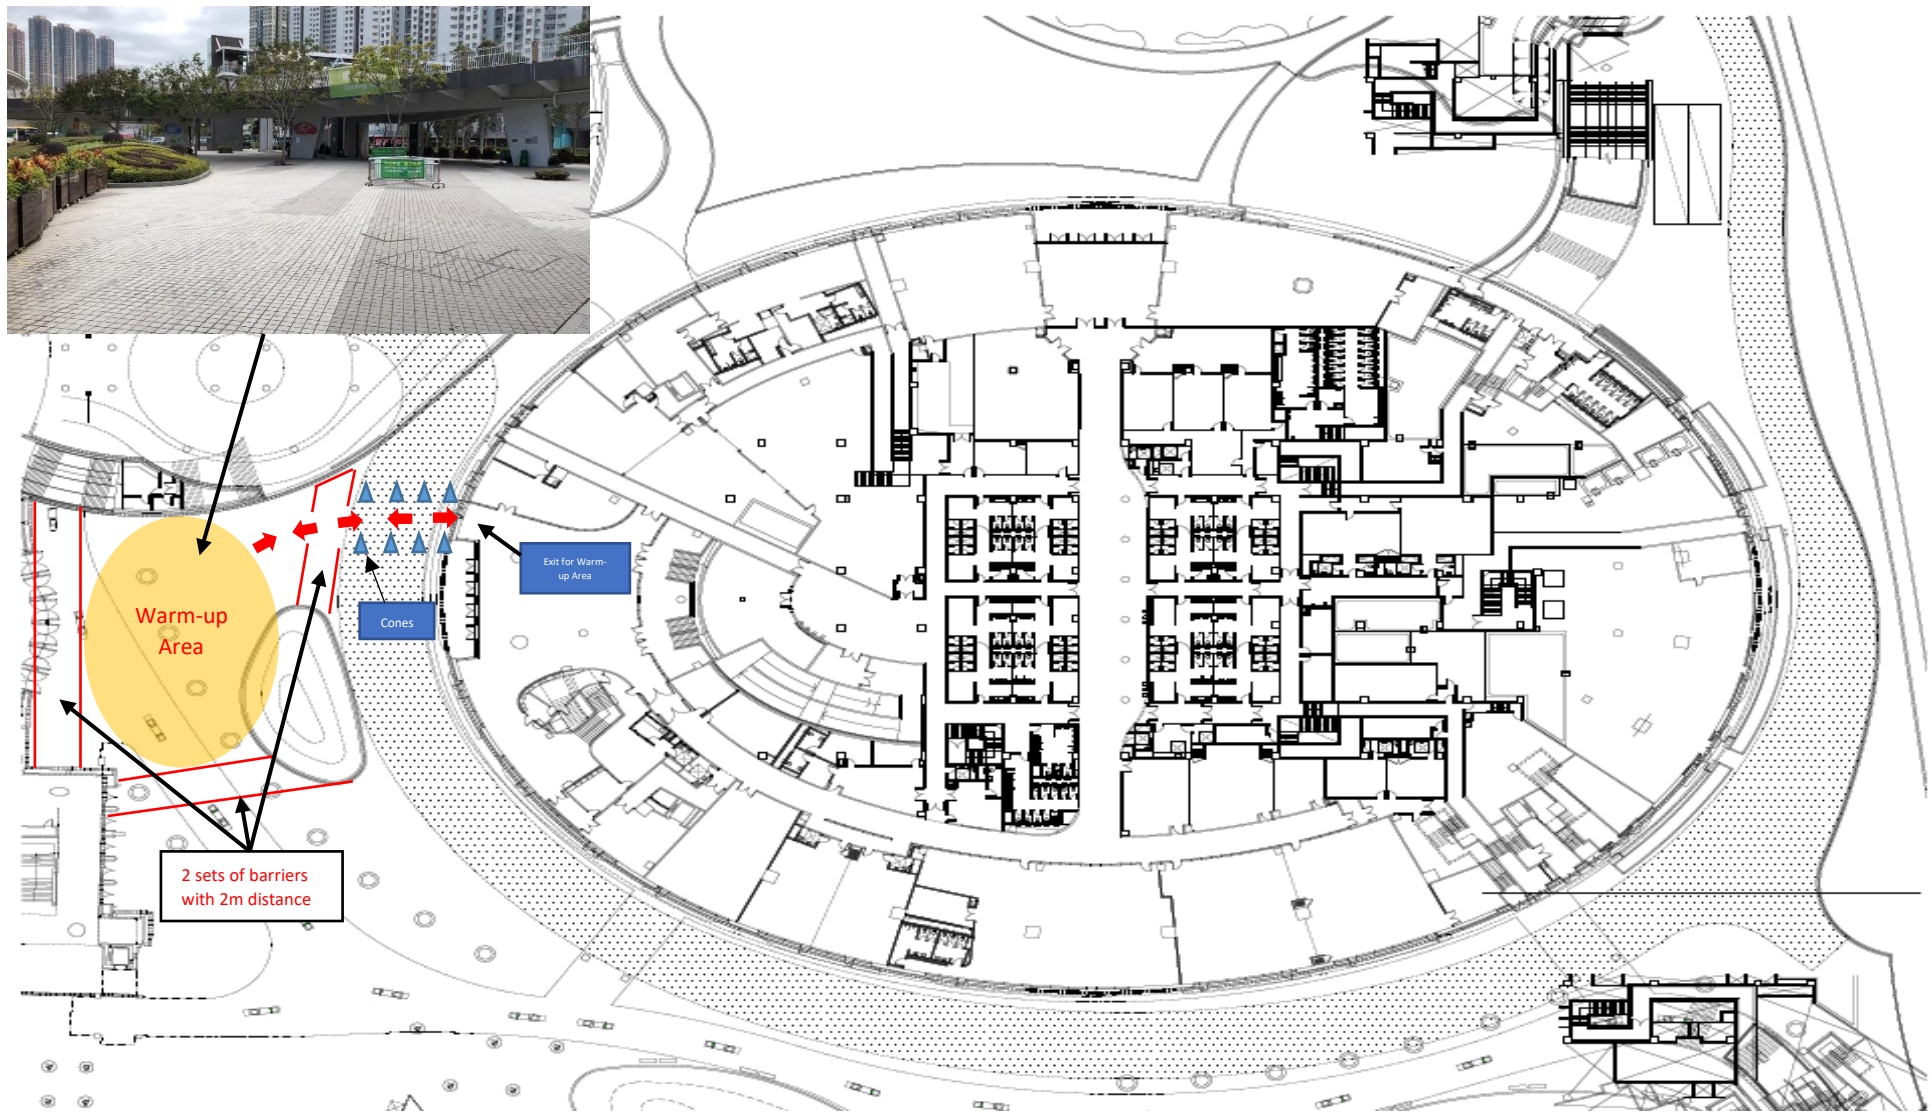 Warm-up
Area
Exit for Warm-
up Area
Cones
2 sets of barriers
with 2m distance